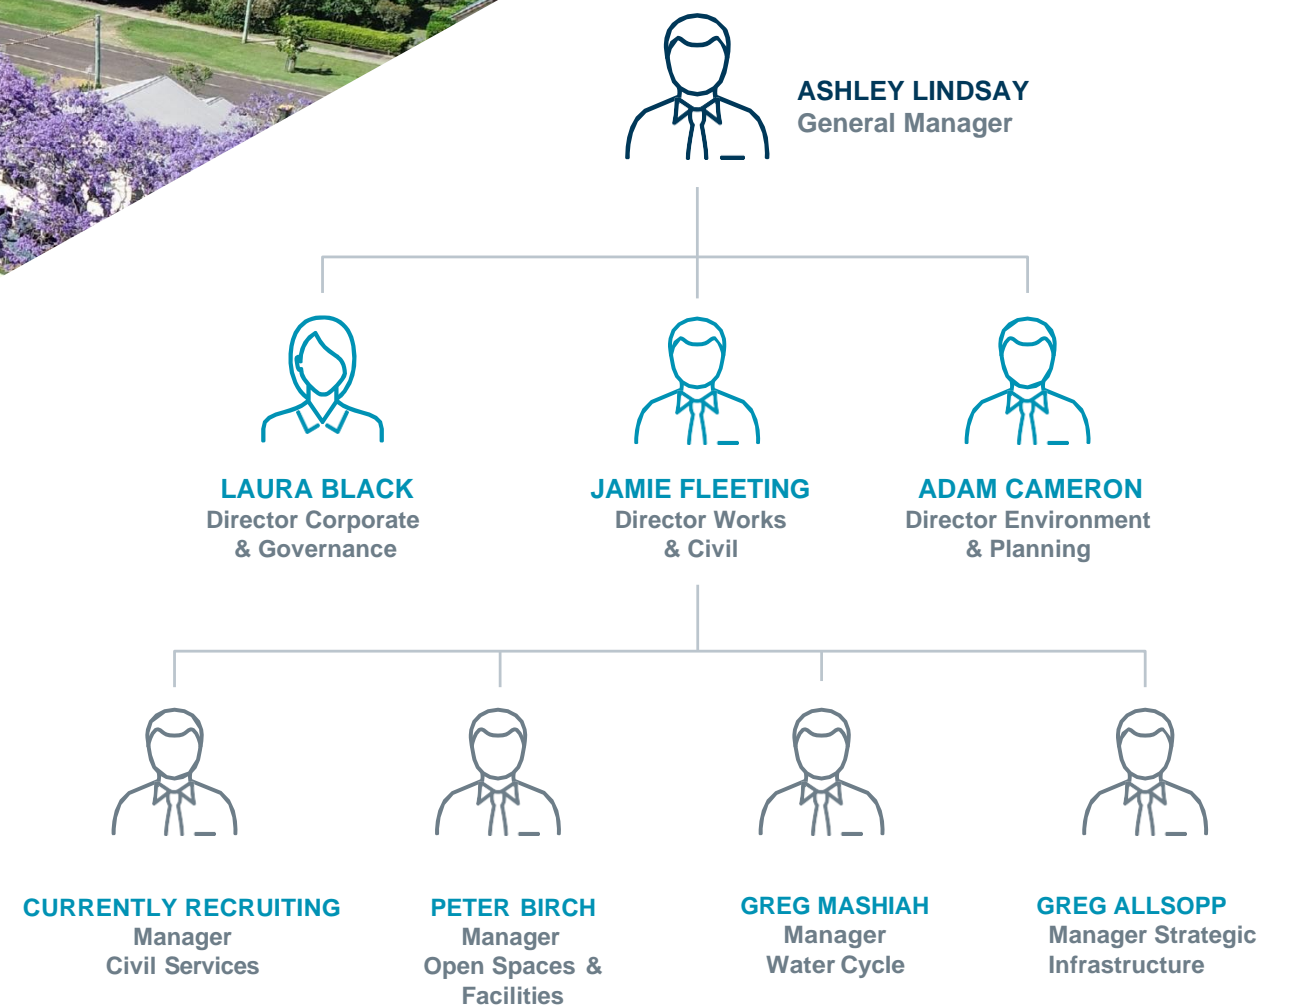 ASHLEY LINDSAY
General Manager
LAURA BLACK
Director Corporate
& Governance
JAMIE FLEETING
Director Works
& Civil
ADAM CAMERON
Director Environment
& Planning
CURRENTLY RECRUITING
Manager
Civil Services
PETER BIRCH
Manager
Open Spaces &
Facilities
GREG MASHIAH
Manager
Water Cycle
GREG ALLSOPP
Manager Strategic
Infrastructure